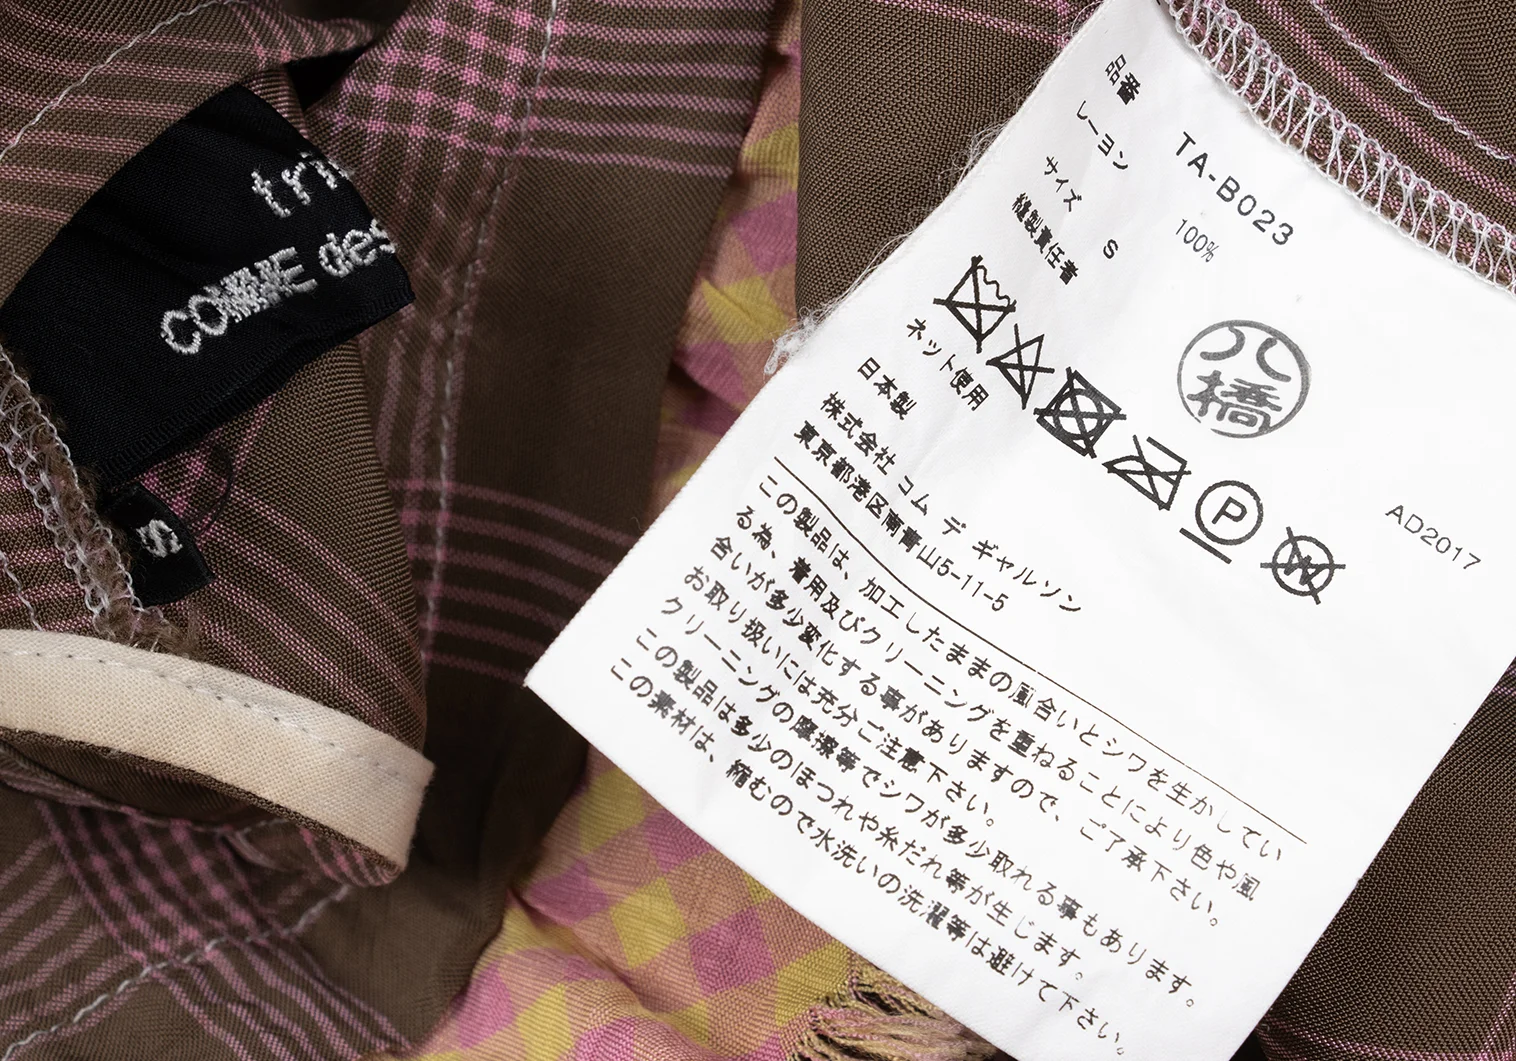 tri
COMME des
S
品番 TA-B023
レーヨン 100%
サイズ S
縫製責任者
八橋
P
W
ネット使用
日本製
株式会社 コム デ ギャルソン
東京都港区南青山5-11-5
AD2017
この製品は、加工したままの風合いとシワを生かしてい
る為、着用及びクリーニングを重ねることにより色や風
合いが多少変化する事がありますので、ご了承下さい。
お取り扱いには充分ご注意下さい。
クリーニングの摩擦等でシワが多少取れる事もあります。
この製品は多少のほつれや糸だれ等が生じます。
この素材は、縮むので水洗いの洗濯等は避けて下さい。